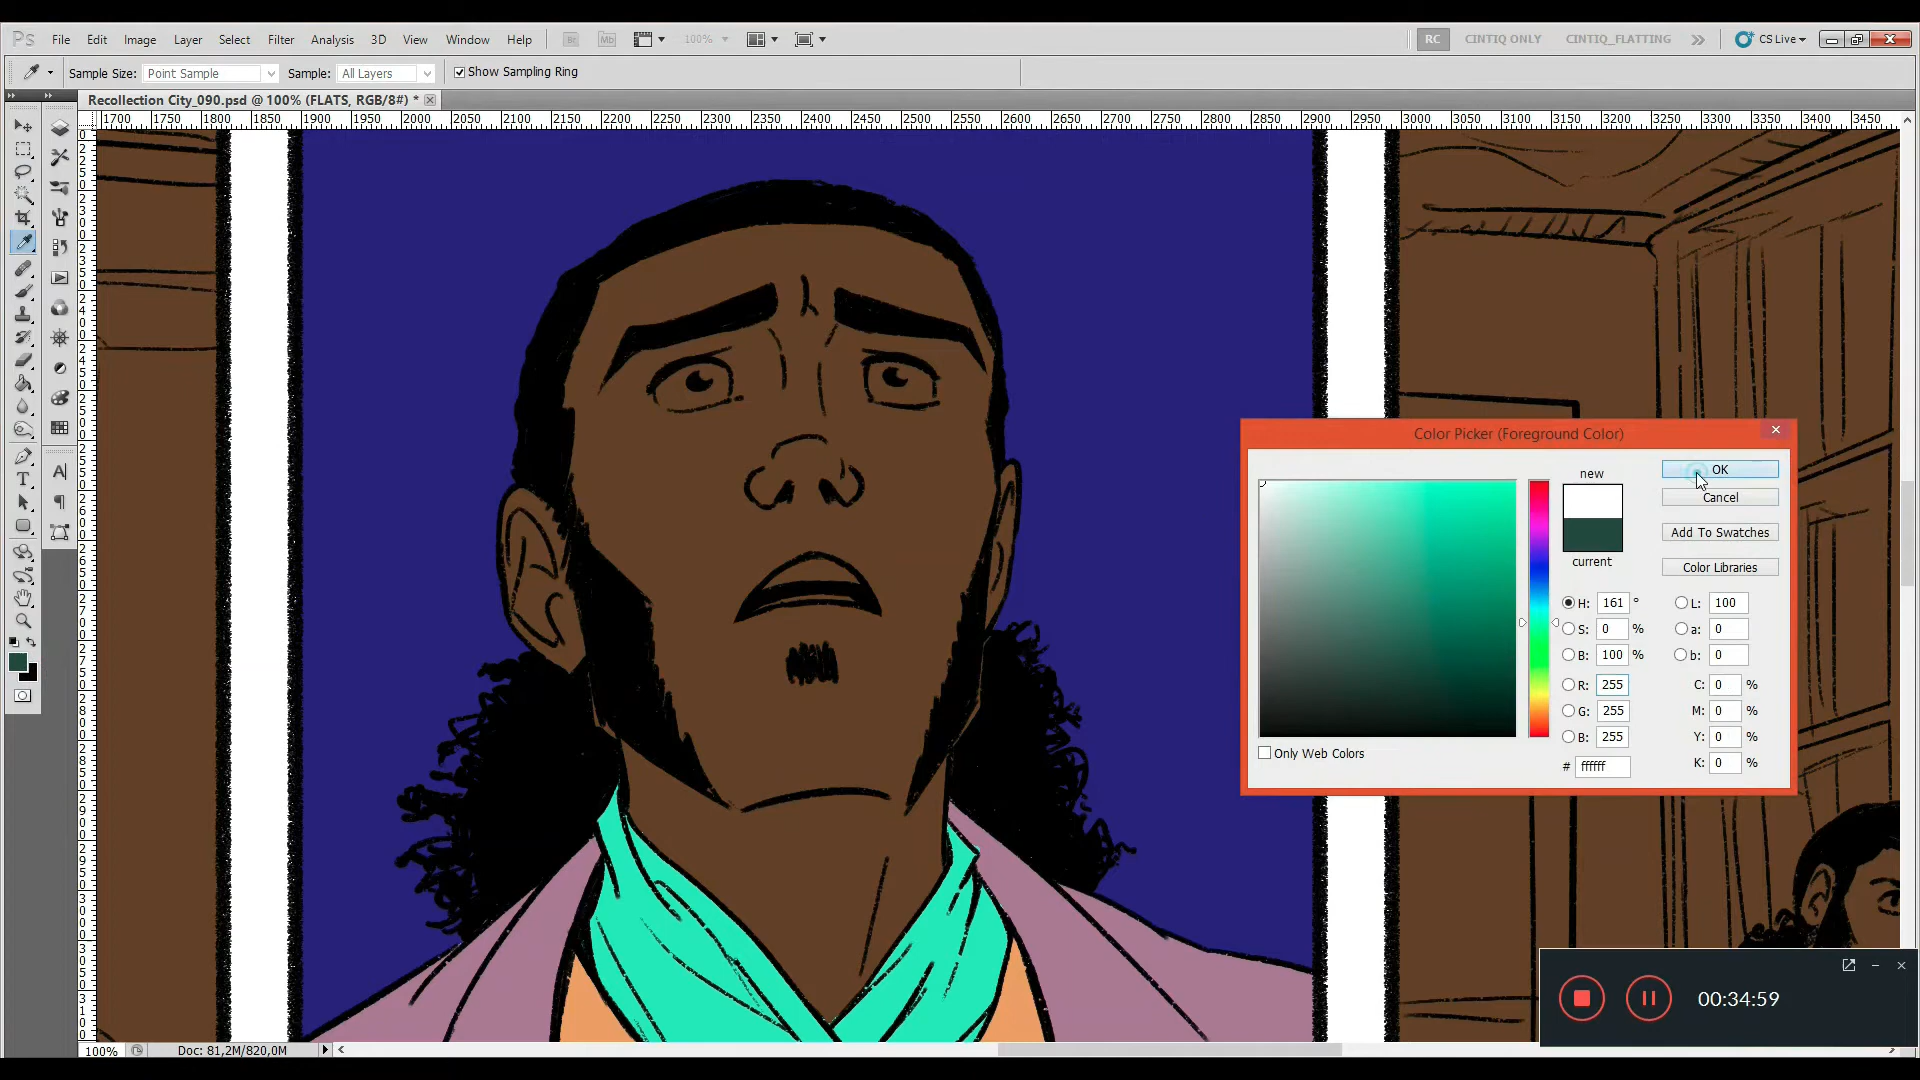 Ps File Edit Image Layer Select Filter Analysis 3D View Window Help Br Mb 100% RC CINTIQ ONLY CINTIQ_FLATTING CS Live
Sample Size: Point Sample Sample: All Layers Show Sampling Ring
Recollection City_090.psd @ 100% (FLATS, RGB/8#) *
1700 1750 1800 1850 1900 1950 2000 2050 2100 2150 2200 2250 2300 2350 2400 2450 2500 2550 2600 2650 2700 2750 2800 2850 2900 2950 3000 3050 3100 3150 3200 3250 3300 3350 3400 3450
Color Picker (Foreground Color)
new
OK
Cancel
Add To Swatches
current
Color Libraries
H: 161 ° L: 100
S: 0 % a: 0
B: 100 % b: 0
R: 255 C: 0 %
G: 255 M: 0 %
B: 255 Y: 0 %
Only Web Colors
# ffffff K: 0 %
00:34:59
100% Doc: 81,2M/820,0M